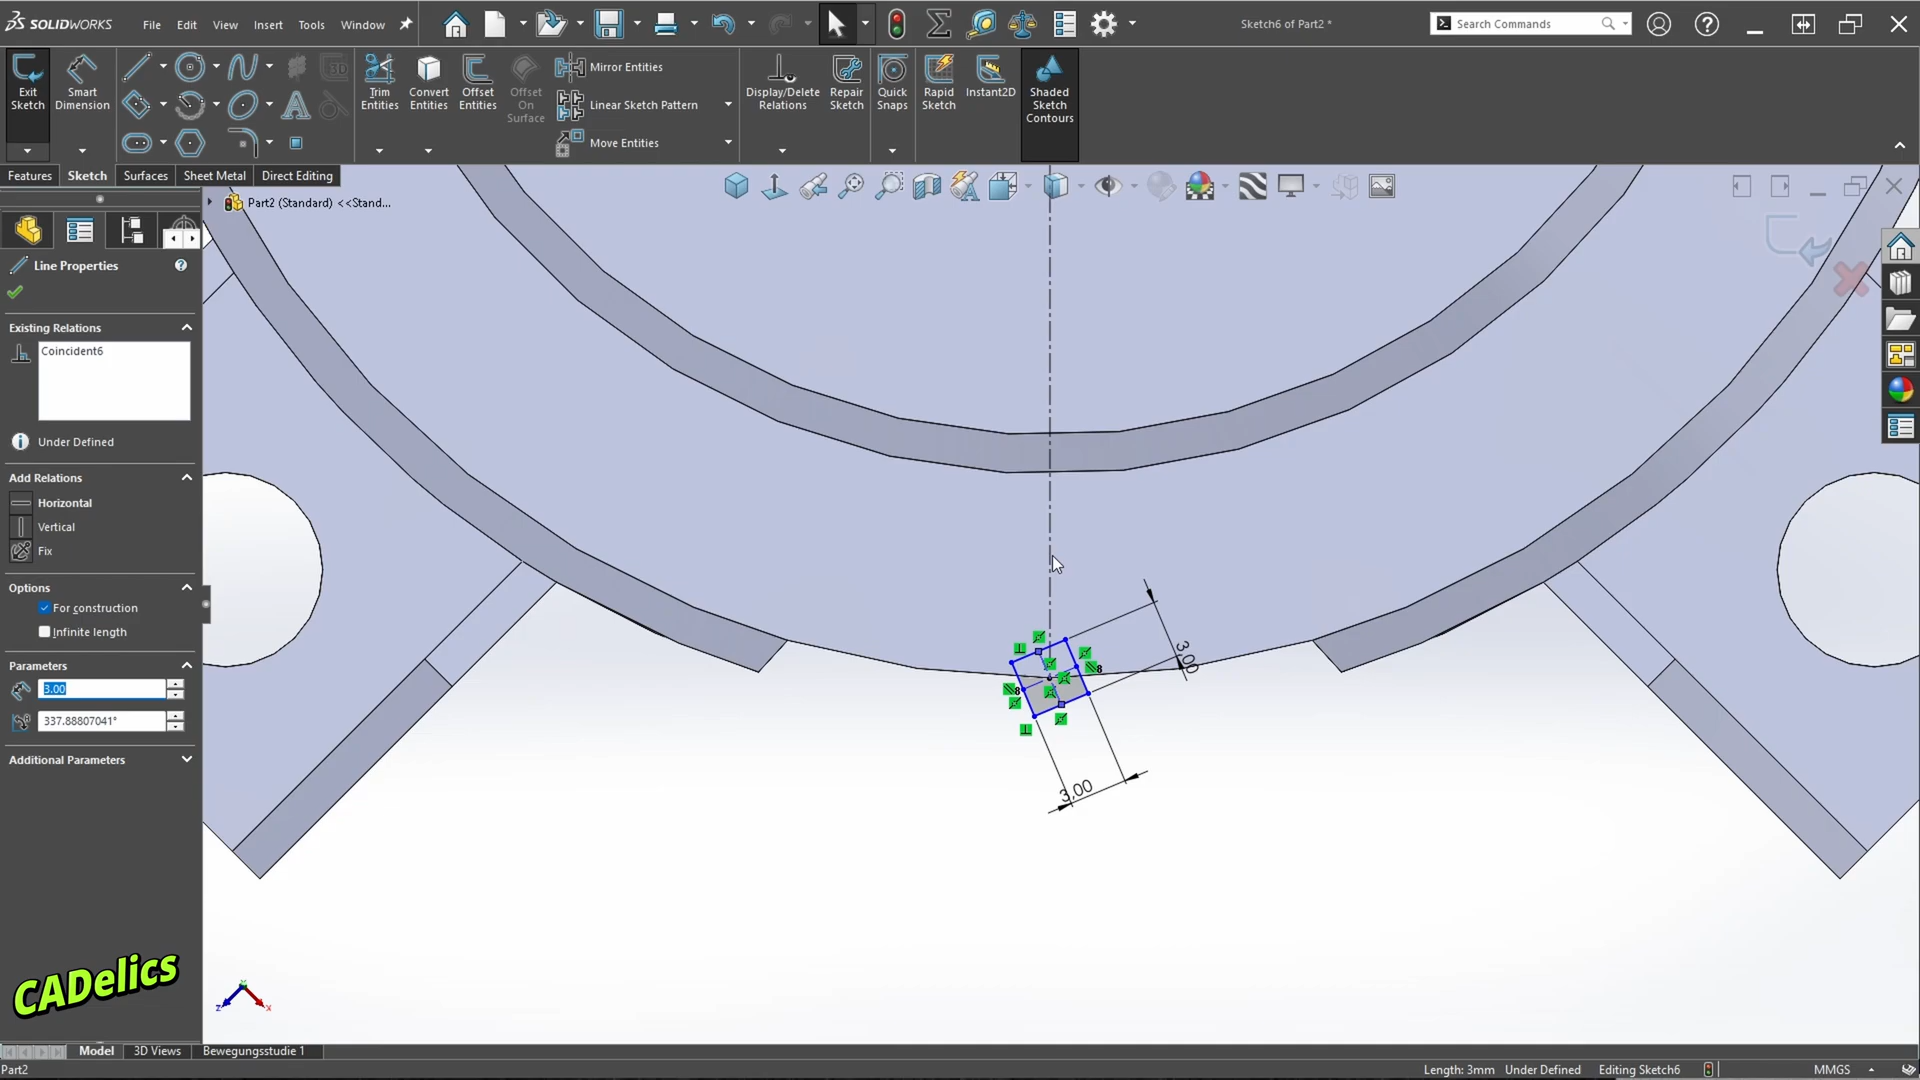 SOLIDWORKS
File
Edit
View
Insert
Tools
Window
Sketch6 of Part2 *
Search Commands
Exit Sketch
Smart Dimension
Trim Entities
Convert Entities
Offset Entities
Offset On Surface
Mirror Entities
Linear Sketch Pattern
Move Entities
Display/Delete Relations
Repair Sketch
Quick Snaps
Rapid Sketch
Instant2D
Shaded Sketch Contours
Features
Sketch
Surfaces
Sheet Metal
Direct Editing
Part2 (Standard) <<Stand...
Line Properties
Existing Relations
Coincident6
Under Defined
Add Relations
Horizontal
Vertical
Fix
Options
For construction
Infinite length
Parameters
3.00
337.88807041°
Additional Parameters
3,00
3,00
8
8
CADelics
Z
X
Model
3D Views
Bewegungsstudie 1
Part2
Length: 3mm
Under Defined
Editing Sketch6
MMGS